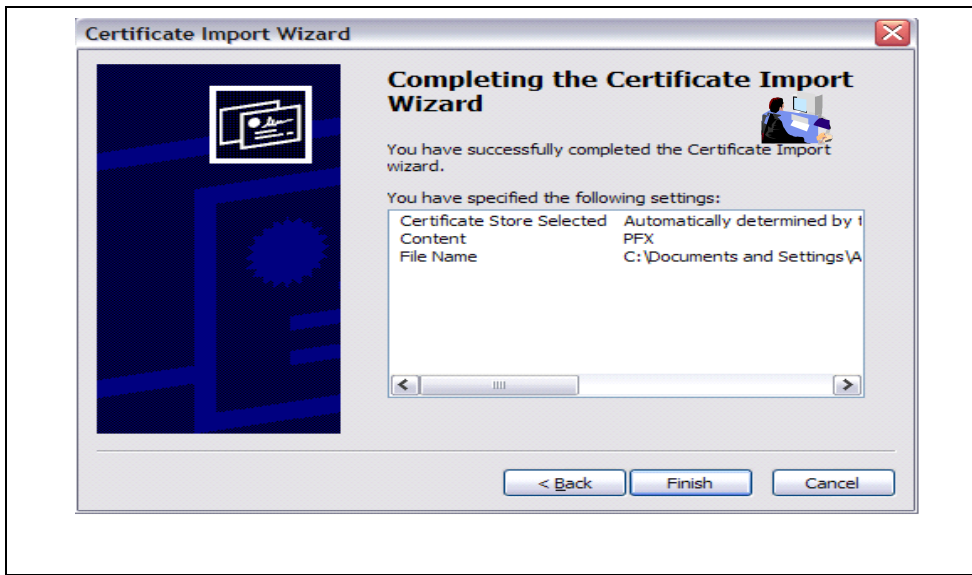 Certificate Import Wizard
Completing the Certificate Import
Wizard
You have successfully completed the Certificate Import
wizard.
You have specified the following settings:
Certificate Store Selected Automatically determined by t
Content PFX
File Name C:\Documents and Settings\A
< Back Finish Cancel